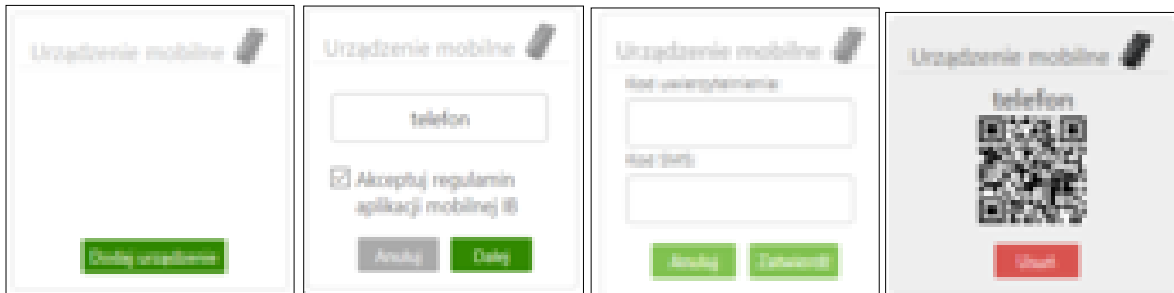 Urządzenie mobilne
Dodaj urządzenie
Urządzenie mobilne
telefon
Akceptuj regulamin
aplikacji mobilnej IB
Anuluj
Dalej
Urządzenie mobilne
Kod uwierzytelnienia
Kod SMS
Anuluj
Zatwierdź
Urządzenie mobilne
telefon
Usuń